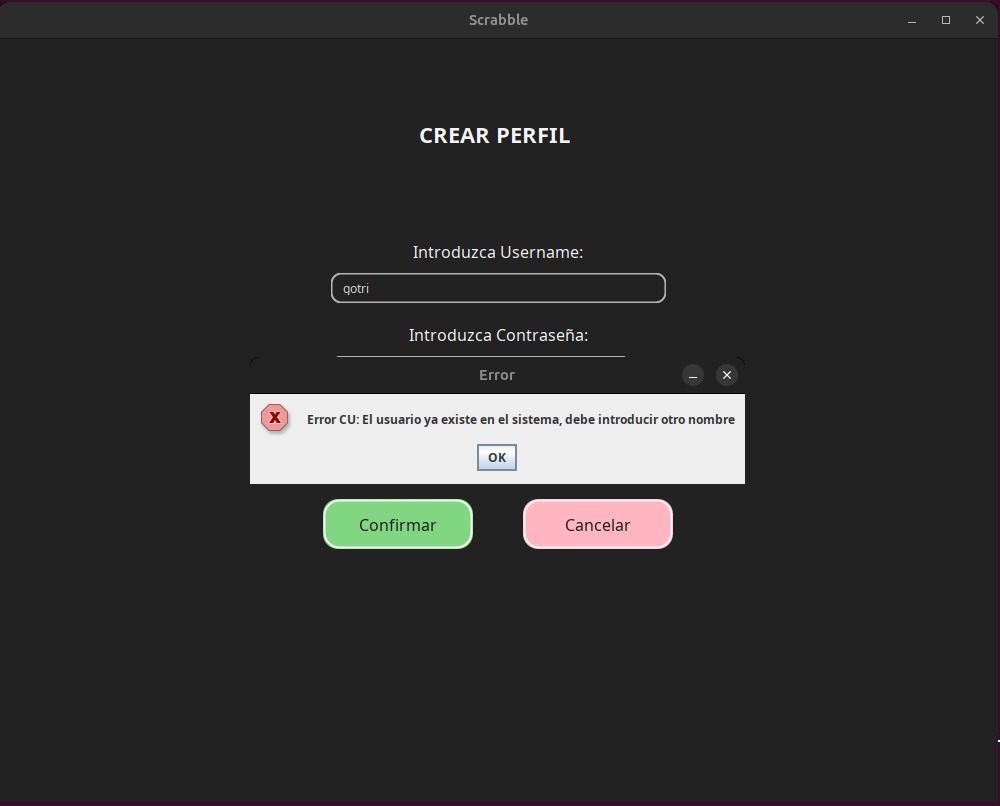 Scrabble
CREAR PERFIL
Introduzca Username:
qotri
Introduzca Contraseña:
Error
Error CU: El usuario ya existe en el sistema, debe introducir otro nombre
OK
Confirmar
Cancelar